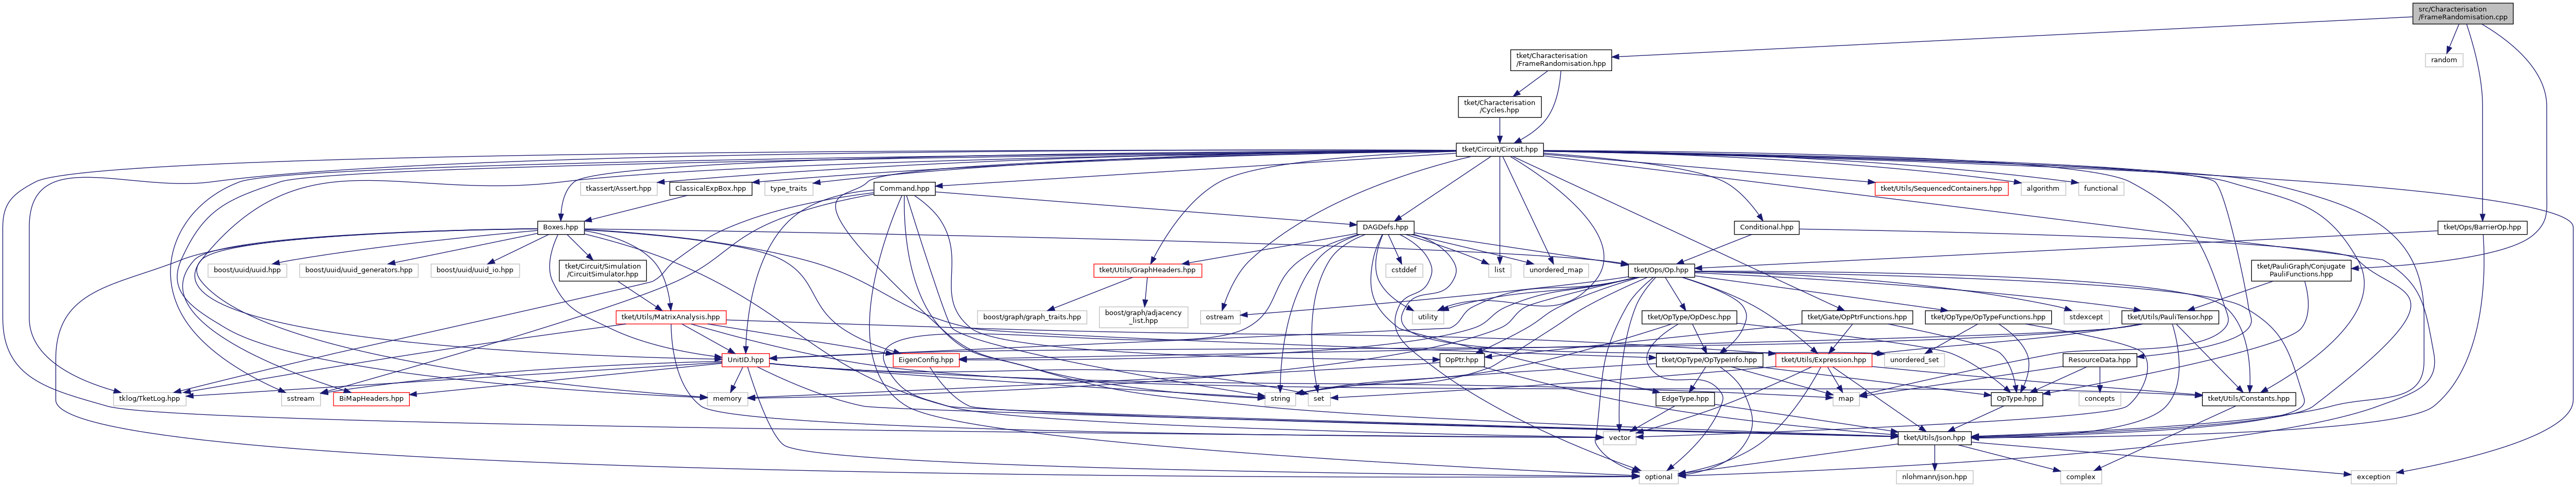 src/Characterisation
/FrameRandomisation.cpp
tket/Characterisation
/FrameRandomisation.hpp
random
tket/Characterisation
/Cycles.hpp
tket/Circuit/Circuit.hpp
tkassert/Assert.hpp
ClassicalExpBox.hpp
type_traits
Command.hpp
tket/Utils/SequencedContainers.hpp
algorithm
functional
Boxes.hpp
DAGDefs.hpp
Conditional.hpp
tket/Ops/BarrierOp.hpp
boost/uuid/uuid.hpp
boost/uuid/uuid_generators.hpp
boost/uuid/uuid_io.hpp
tket/Circuit/Simulation
/CircuitSimulator.hpp
tket/Utils/GraphHeaders.hpp
cstddef
list
unordered_map
tket/Ops/Op.hpp
tket/PauliGraph/Conjugate
PauliFunctions.hpp
tket/Utils/MatrixAnalysis.hpp
boost/graph/graph_traits.hpp
boost/graph/adjacency
_list.hpp
ostream
utility
tket/OpType/OpDesc.hpp
tket/Gate/OpPtrFunctions.hpp
tket/OpType/OpTypeFunctions.hpp
stdexcept
tket/Utils/PauliTensor.hpp
UnitID.hpp
EigenConfig.hpp
OpPtr.hpp
tket/OpType/OpTypeInfo.hpp
tket/Utils/Expression.hpp
unordered_set
ResourceData.hpp
tklog/TketLog.hpp
sstream
BiMapHeaders.hpp
memory
string
set
EdgeType.hpp
map
OpType.hpp
concepts
tket/Utils/Constants.hpp
vector
tket/Utils/Json.hpp
optional
nlohmann/json.hpp
complex
exception